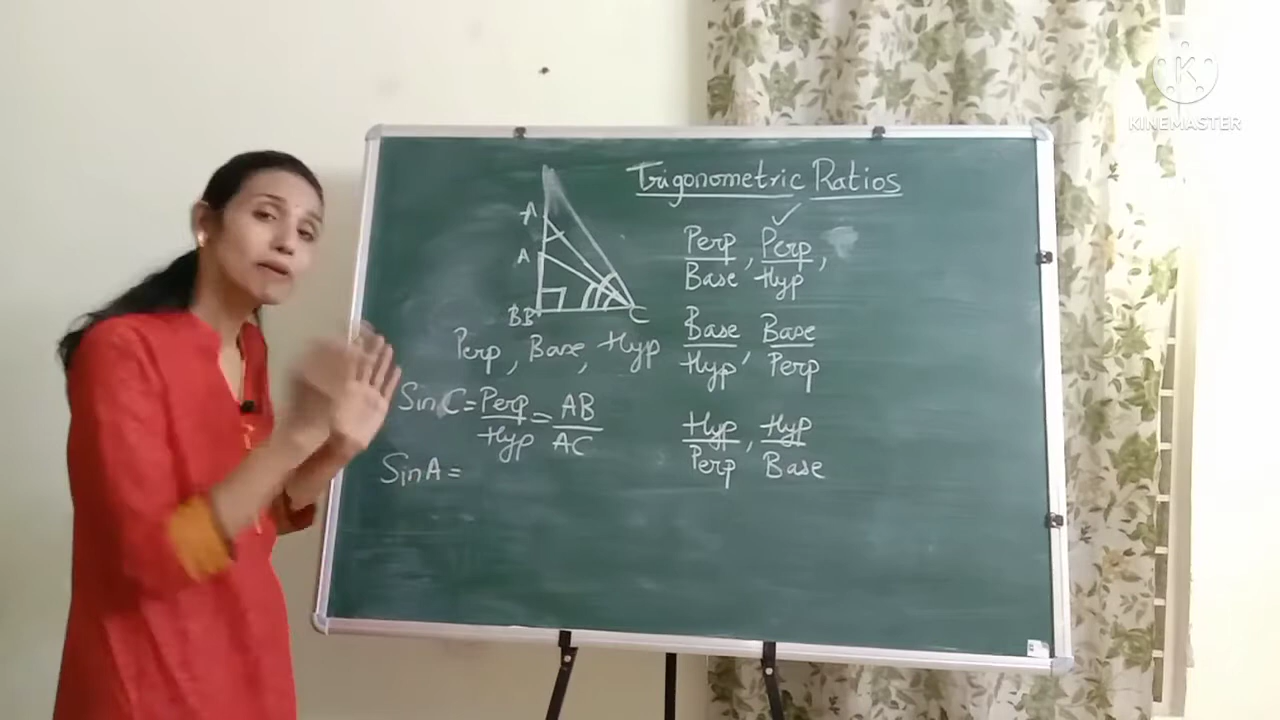 Trigonometric Ratios
A
A
BB C
Perp, Base, Hyp
Sin C = Perp/Hyp = AB/AC
Sin A =
Perp/Base, Perp/Hyp,
Base/Hyp, Base/Perp
Hyp/Perp, Hyp/Base
K
KINEMASTER